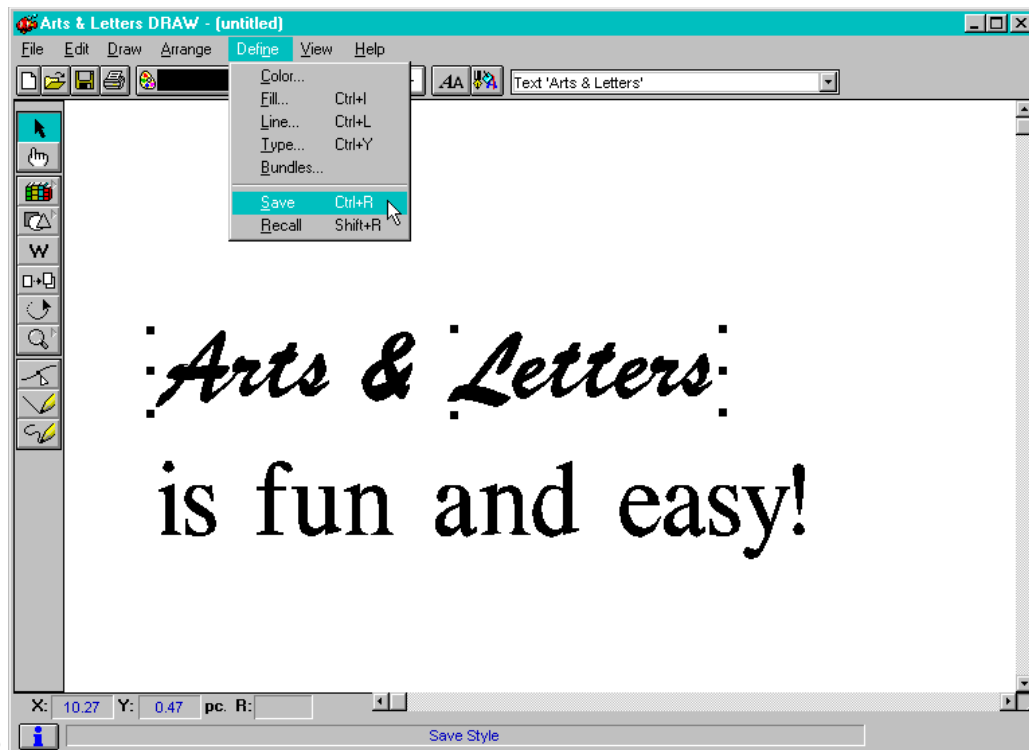 Arts & Letters DRAW - (untitled)
File Edit Draw Arrange Define View Help
AA Text 'Arts & Letters'
Color...
Fill... Ctrl+I
Line... Ctrl+L
Type... Ctrl+Y
Bundles...
Save Ctrl+R
Recall Shift+R
W
Arts & Letters
is fun and easy!
X: 10.27 Y: 0.47 pc. R:
i Save Style